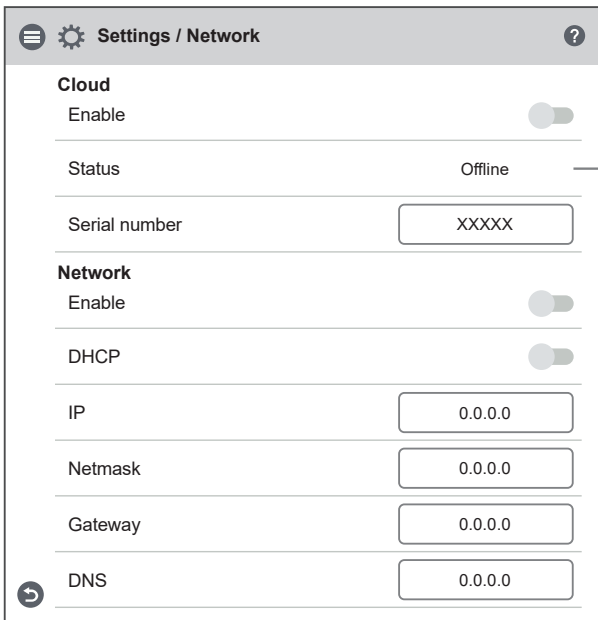 Settings / Network ?
Cloud
Enable
Status Offline
Serial number XXXXX
Network
Enable
DHCP
IP 0.0.0.0
Netmask 0.0.0.0
Gateway 0.0.0.0
DNS 0.0.0.0